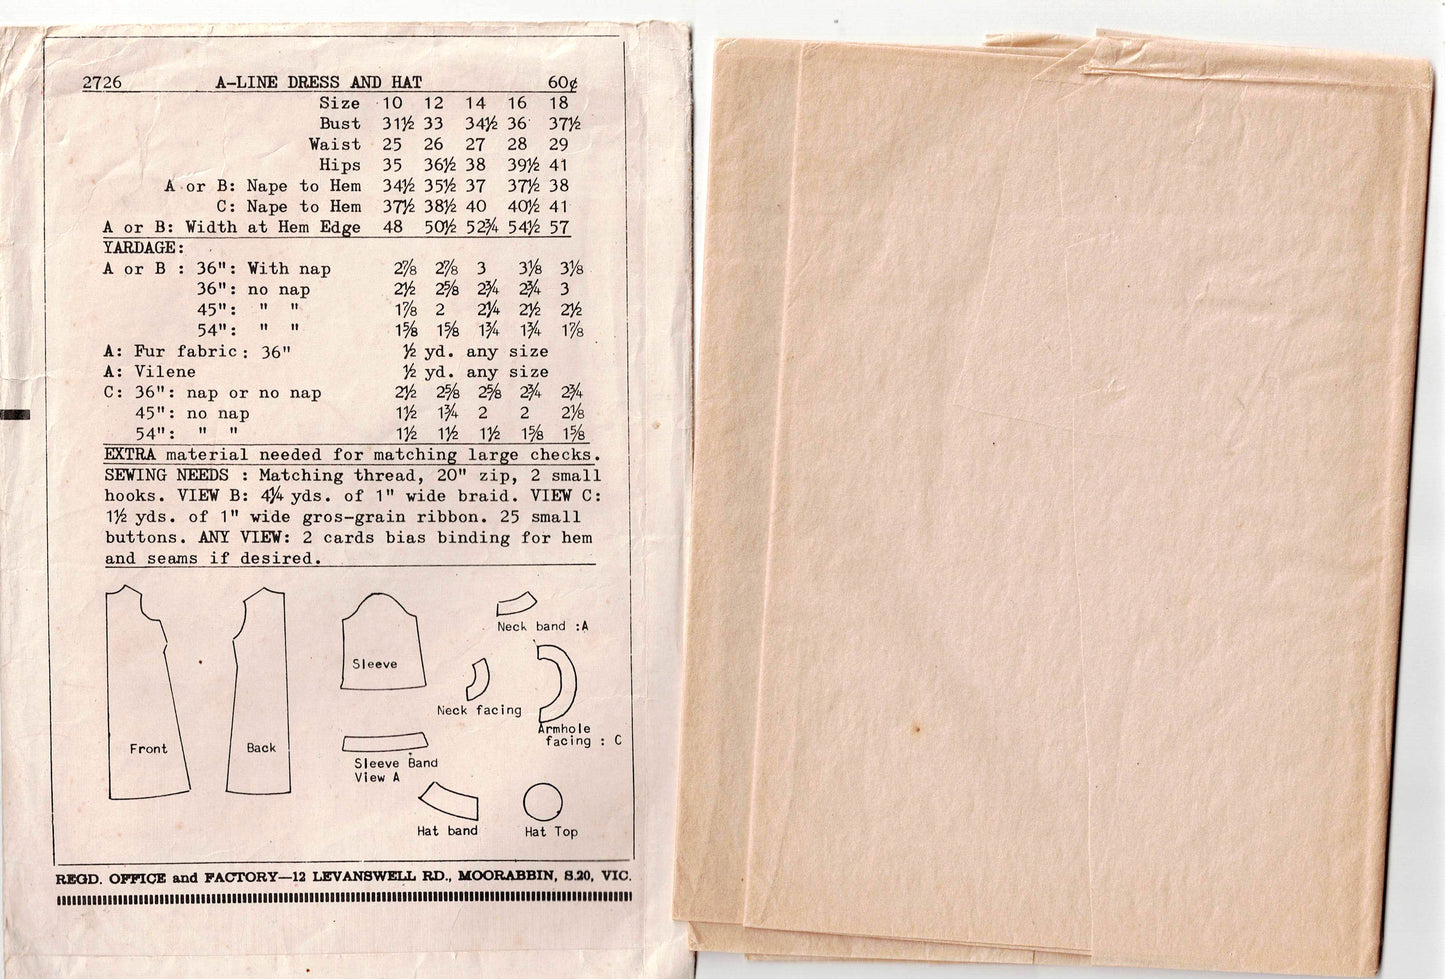 2726 A-LINE DRESS AND HAT 60¢
Size 10 12 14 16 18
Bust 31½ 33 34½ 36 37½
Waist 25 26 27 28 29
Hips 35 36½ 38 39½ 41
A or B: Nape to Hem 34½ 35½ 37 37½ 38
C: Nape to Hem 37½ 38½ 40 40½ 41
A or B: Width at Hem Edge 48 50½ 52¾ 54½ 57
YARDAGE:
A or B : 36": With nap 2⅞ 2⅞ 3 3⅛ 3⅛
36": no nap 2½ 2⅝ 2¾ 2¾ 3
45": " " 1⅞ 2 2¼ 2½ 2½
54": " " 1⅝ 1⅝ 1¾ 1¾ 1⅞
A: Fur fabric: 36" ½ yd. any size
A: Vilene ½ yd. any size
C: 36": nap or no nap 2½ 2⅝ 2⅝ 2¾ 2¾
45": no nap 1½ 1¾ 2 2 2⅛
54": " " 1½ 1½ 1½ 1⅝ 1⅝
EXTRA material needed for matching large checks.
SEWING NEEDS : Matching thread, 20" zip, 2 small
hooks. VIEW B: 4¼ yds. of 1" wide braid. VIEW C:
1½ yds. of 1" wide gros-grain ribbon. 25 small
buttons. ANY VIEW: 2 cards bias binding for hem
and seams if desired.
Front
Back
Sleeve
Neck band :A
Neck facing
Armhole
facing : C
Sleeve Band
View A
Hat band
Hat Top
REGD. OFFICE and FACTORY—12 LEVANSWELL RD., MOORABBIN, S.20, VIC.